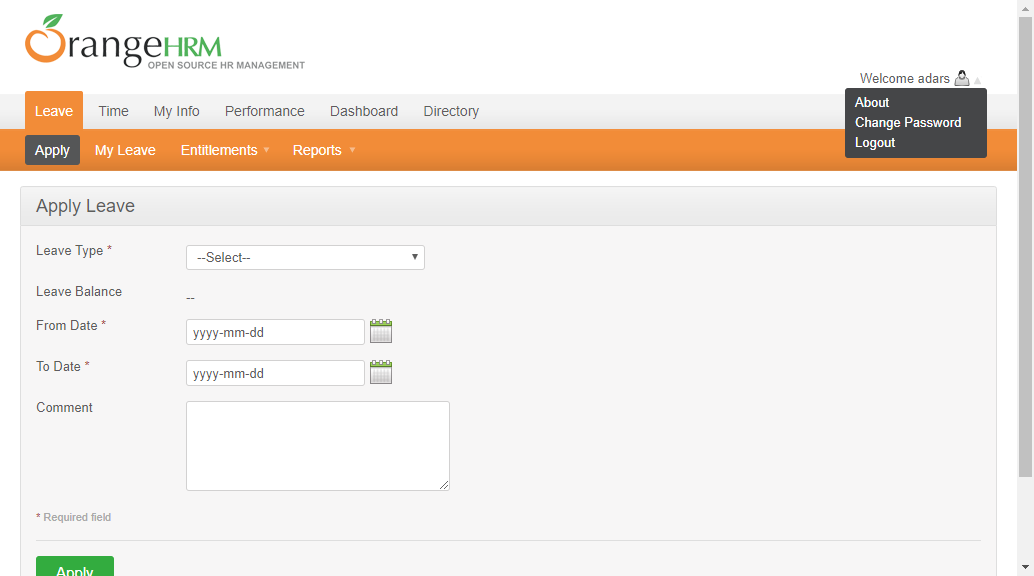 OrangeHRM
OPEN SOURCE HR MANAGEMENT
Welcome adars
About
Change Password
Logout
Leave Time My Info Performance Dashboard Directory
Apply My Leave Entitlements Reports
Apply Leave
Leave Type * --Select--
Leave Balance --
From Date * yyyy-mm-dd
To Date * yyyy-mm-dd
Comment
* Required field
Apply